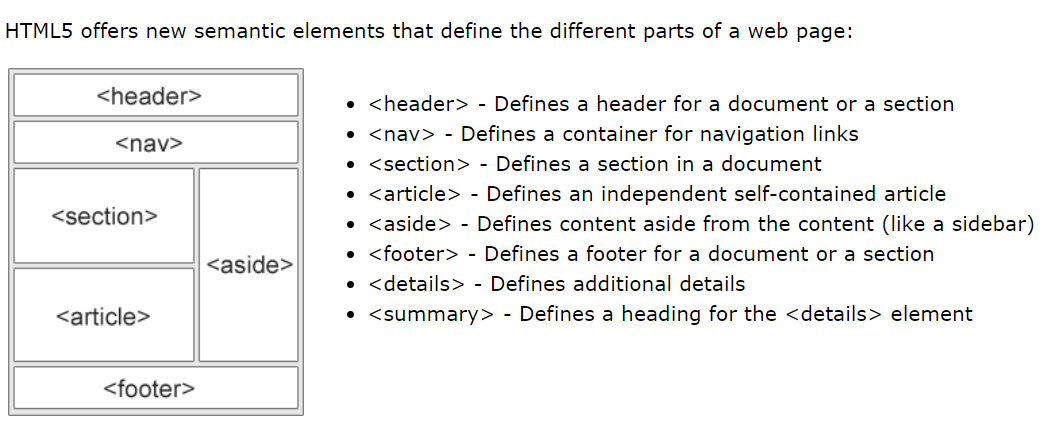 HTML5 offers new semantic elements that define the different parts of a web page:
<header>
<nav>
<section>
<aside>
<article>
<footer>
• <header> - Defines a header for a document or a section
• <nav> - Defines a container for navigation links
• <section> - Defines a section in a document
• <article> - Defines an independent self-contained article
• <aside> - Defines content aside from the content (like a sidebar)
• <footer> - Defines a footer for a document or a section
• <details> - Defines additional details
• <summary> - Defines a heading for the <details> element